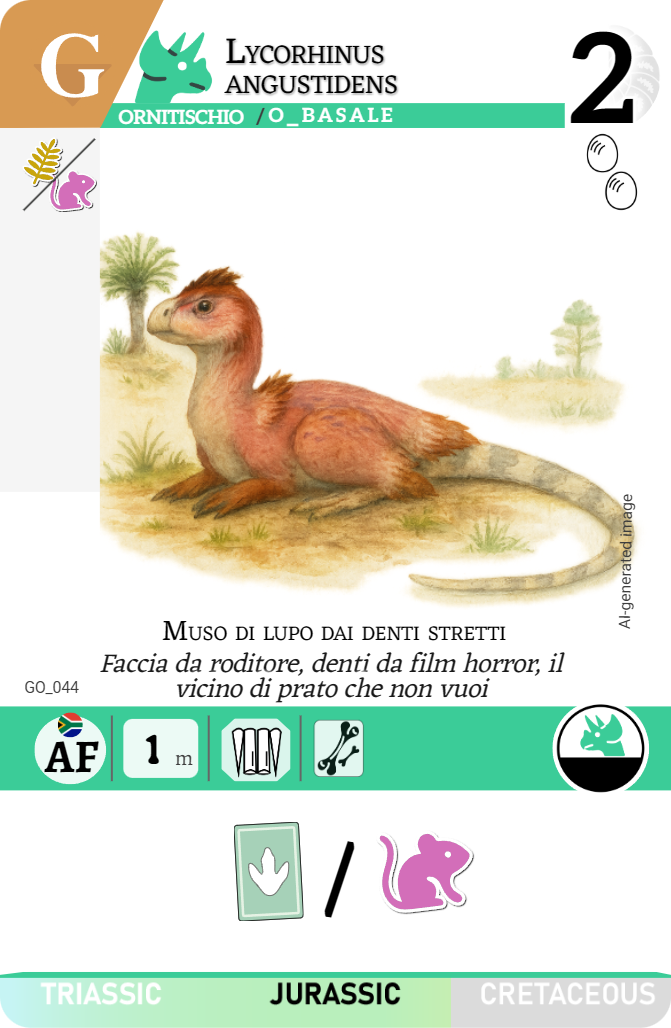 G
Lycorhinus
angustidens
2
ORNITISCHIO /O_BASALE
AI-generated image
Muso di lupo dai denti stretti
Faccia da roditore, denti da film horror, il
vicino di prato che non vuoi
GO_044
AF
1 m
/
TRIASSIC JURASSIC CRETACEOUS